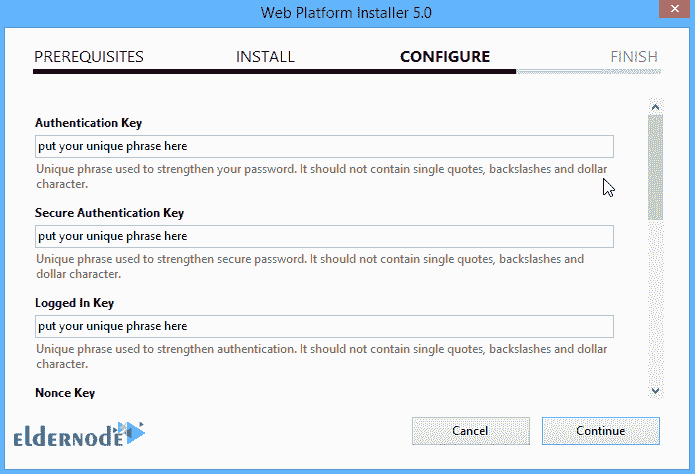 Web Platform Installer 5.0
PREREQUISITES INSTALL CONFIGURE FINISH
Authentication Key
put your unique phrase here
Unique phrase used to strengthen your password. It should not contain single quotes, backslashes and dollar
character.
Secure Authentication Key
put your unique phrase here
Unique phrase used to strengthen secure password. It should not contain single quotes, backslashes and
dollar character.
Logged In Key
put your unique phrase here
Unique phrase used to strengthen authentication. It should not contain single quotes, backslashes and dollar
character.
Nonce Key
eldernode
Cancel Continue